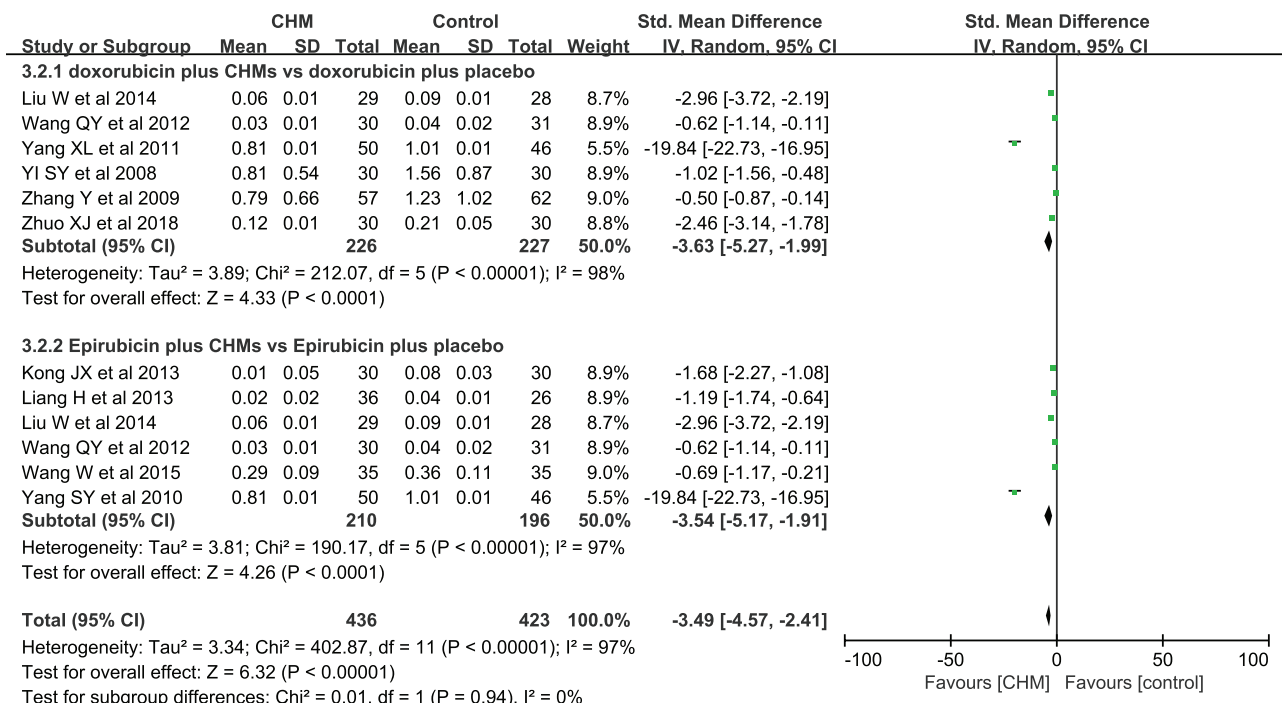 CHM Control Std. Mean Difference Std. Mean Difference
Study or Subgroup Mean SD Total Mean SD Total Weight IV, Random, 95% CI IV, Random, 95% CI
3.2.1 doxorubicin plus CHMs vs doxorubicin plus placebo
Liu W et al 2014 0.06 0.01 29 0.09 0.01 28 8.7% -2.96 [-3.72, -2.19]
Wang QY et al 2012 0.03 0.01 30 0.04 0.02 31 8.9% -0.62 [-1.14, -0.11]
Yang XL et al 2011 0.81 0.01 50 1.01 0.01 46 5.5% -19.84 [-22.73, -16.95]
YI SY et al 2008 0.81 0.54 30 1.56 0.87 30 8.9% -1.02 [-1.56, -0.48]
Zhang Y et al 2009 0.79 0.66 57 1.23 1.02 62 9.0% -0.50 [-0.87, -0.14]
Zhuo XJ et al 2018 0.12 0.01 30 0.21 0.05 30 8.8% -2.46 [-3.14, -1.78]
Subtotal (95% CI) 226 227 50.0% -3.63 [-5.27, -1.99]
Heterogeneity: Tau² = 3.89; Chi² = 212.07, df = 5 (P < 0.00001); I² = 98%
Test for overall effect: Z = 4.33 (P < 0.0001)
3.2.2 Epirubicin plus CHMs vs Epirubicin plus placebo
Kong JX et al 2013 0.01 0.05 30 0.08 0.03 30 8.9% -1.68 [-2.27, -1.08]
Liang H et al 2013 0.02 0.02 36 0.04 0.01 26 8.9% -1.19 [-1.74, -0.64]
Liu W et al 2014 0.06 0.01 29 0.09 0.01 28 8.7% -2.96 [-3.72, -2.19]
Wang QY et al 2012 0.03 0.01 30 0.04 0.02 31 8.9% -0.62 [-1.14, -0.11]
Wang W et al 2015 0.29 0.09 35 0.36 0.11 35 9.0% -0.69 [-1.17, -0.21]
Yang SY et al 2010 0.81 0.01 50 1.01 0.01 46 5.5% -19.84 [-22.73, -16.95]
Subtotal (95% CI) 210 196 50.0% -3.54 [-5.17, -1.91]
Heterogeneity: Tau² = 3.81; Chi² = 190.17, df = 5 (P < 0.00001); I² = 97%
Test for overall effect: Z = 4.26 (P < 0.0001)
Total (95% CI) 436 423 100.0% -3.49 [-4.57, -2.41]
Heterogeneity: Tau² = 3.34; Chi² = 402.87, df = 11 (P < 0.00001); I² = 97%
Test for overall effect: Z = 6.32 (P < 0.00001)
Test for subgroup differences: Chi² = 0.01, df = 1 (P = 0.94), I² = 0%
-100 -50 0 50 100
Favours [CHM] Favours [control]